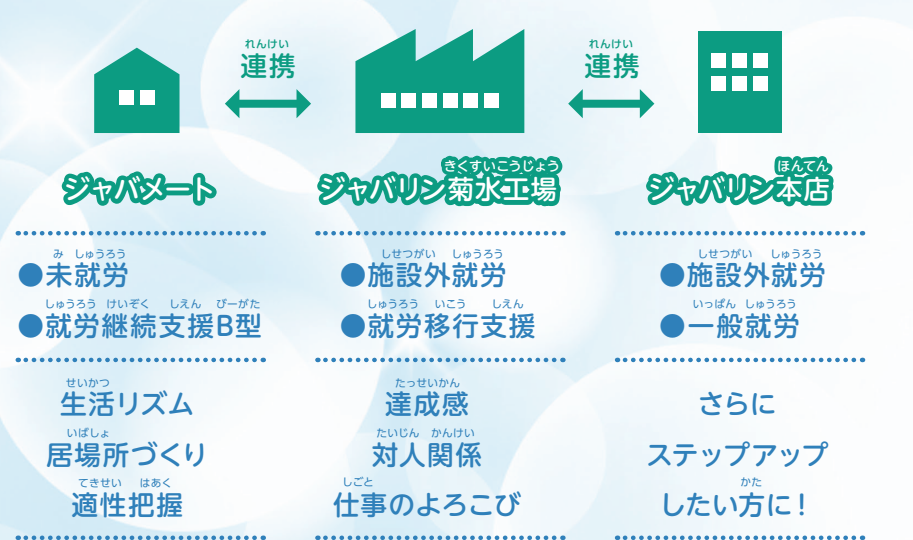 れんけい
連携
れんけい
連携
ジャバメート
きくすいこうじょう
ジャバリン菊水工場
ほんてん
ジャバリン本店
み しゅうろう
●未就労
しゅうろう けいぞく しえん びーがた
●就労継続支援B型
しせつがい しゅうろう
●施設外就労
しゅうろう いこう しえん
●就労移行支援
しせつがい しゅうろう
●施設外就労
いっぱん しゅうろう
●一般就労
せいかつ
生活リズム
いばしょ
居場所づくり
てきせい はあく
適性把握
たっせいかん
達成感
たいじん かんけい
対人関係
しごと
仕事のよろこび
さらに
ステップアップ
かた
したい方に！